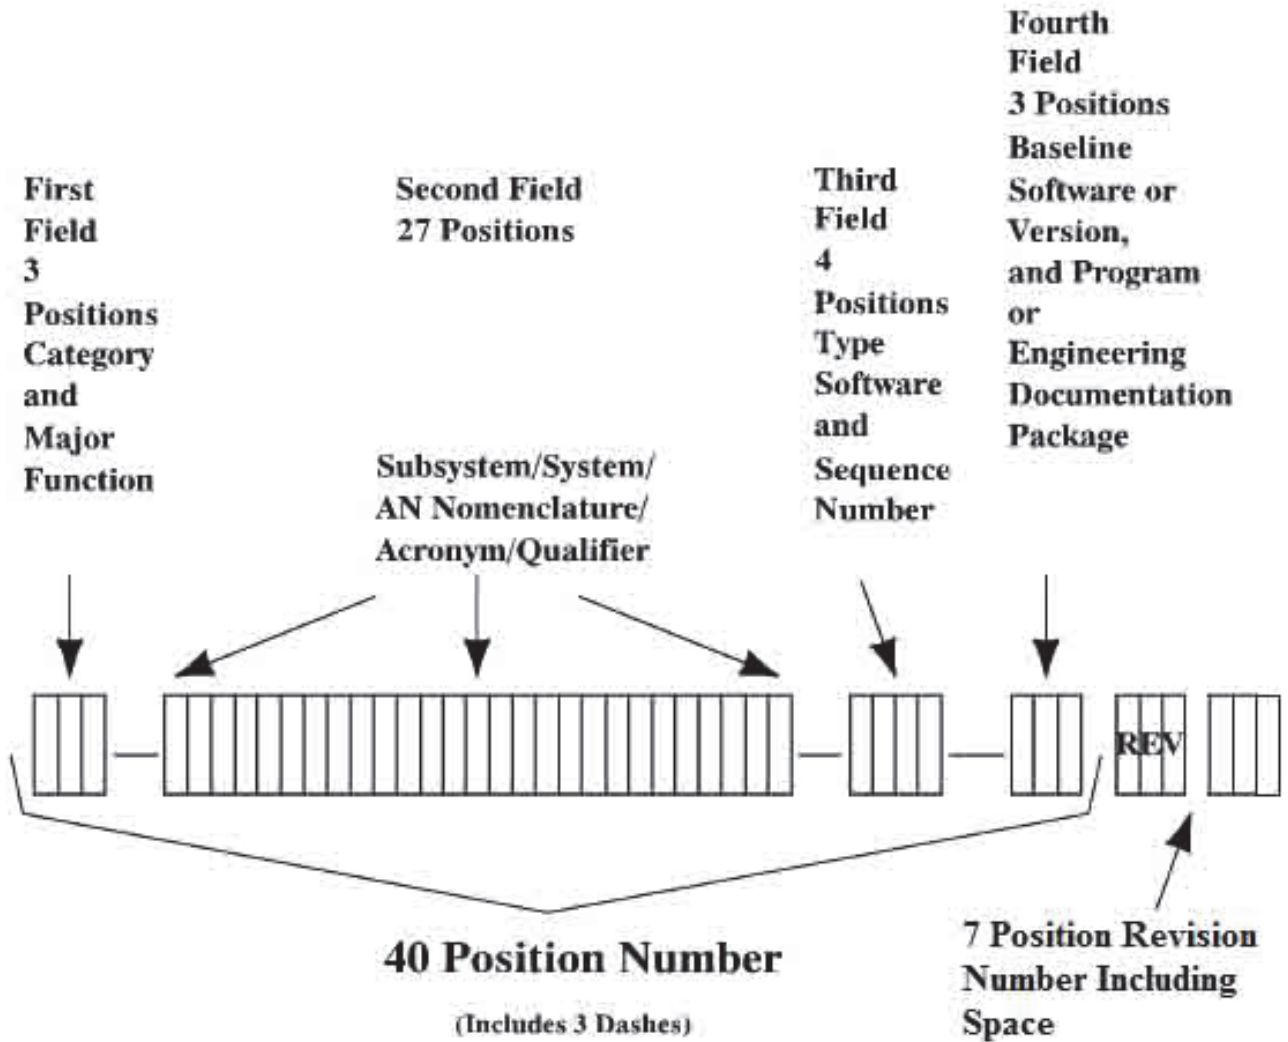 First
Field
3
Positions
Category
and
Major
Function
Second Field
27 Positions
Subsystem/System/
AN Nomenclature/
Acronym/Qualifier
Third
Field
4
Positions
Type
Software
and
Sequence
Number
Fourth
Field
3 Positions
Baseline
Software or
Version,
and Program
or
Engineering
Documentation
Package
REV
40 Position Number
(Includes 3 Dashes)
7 Position Revision
Number Including
Space